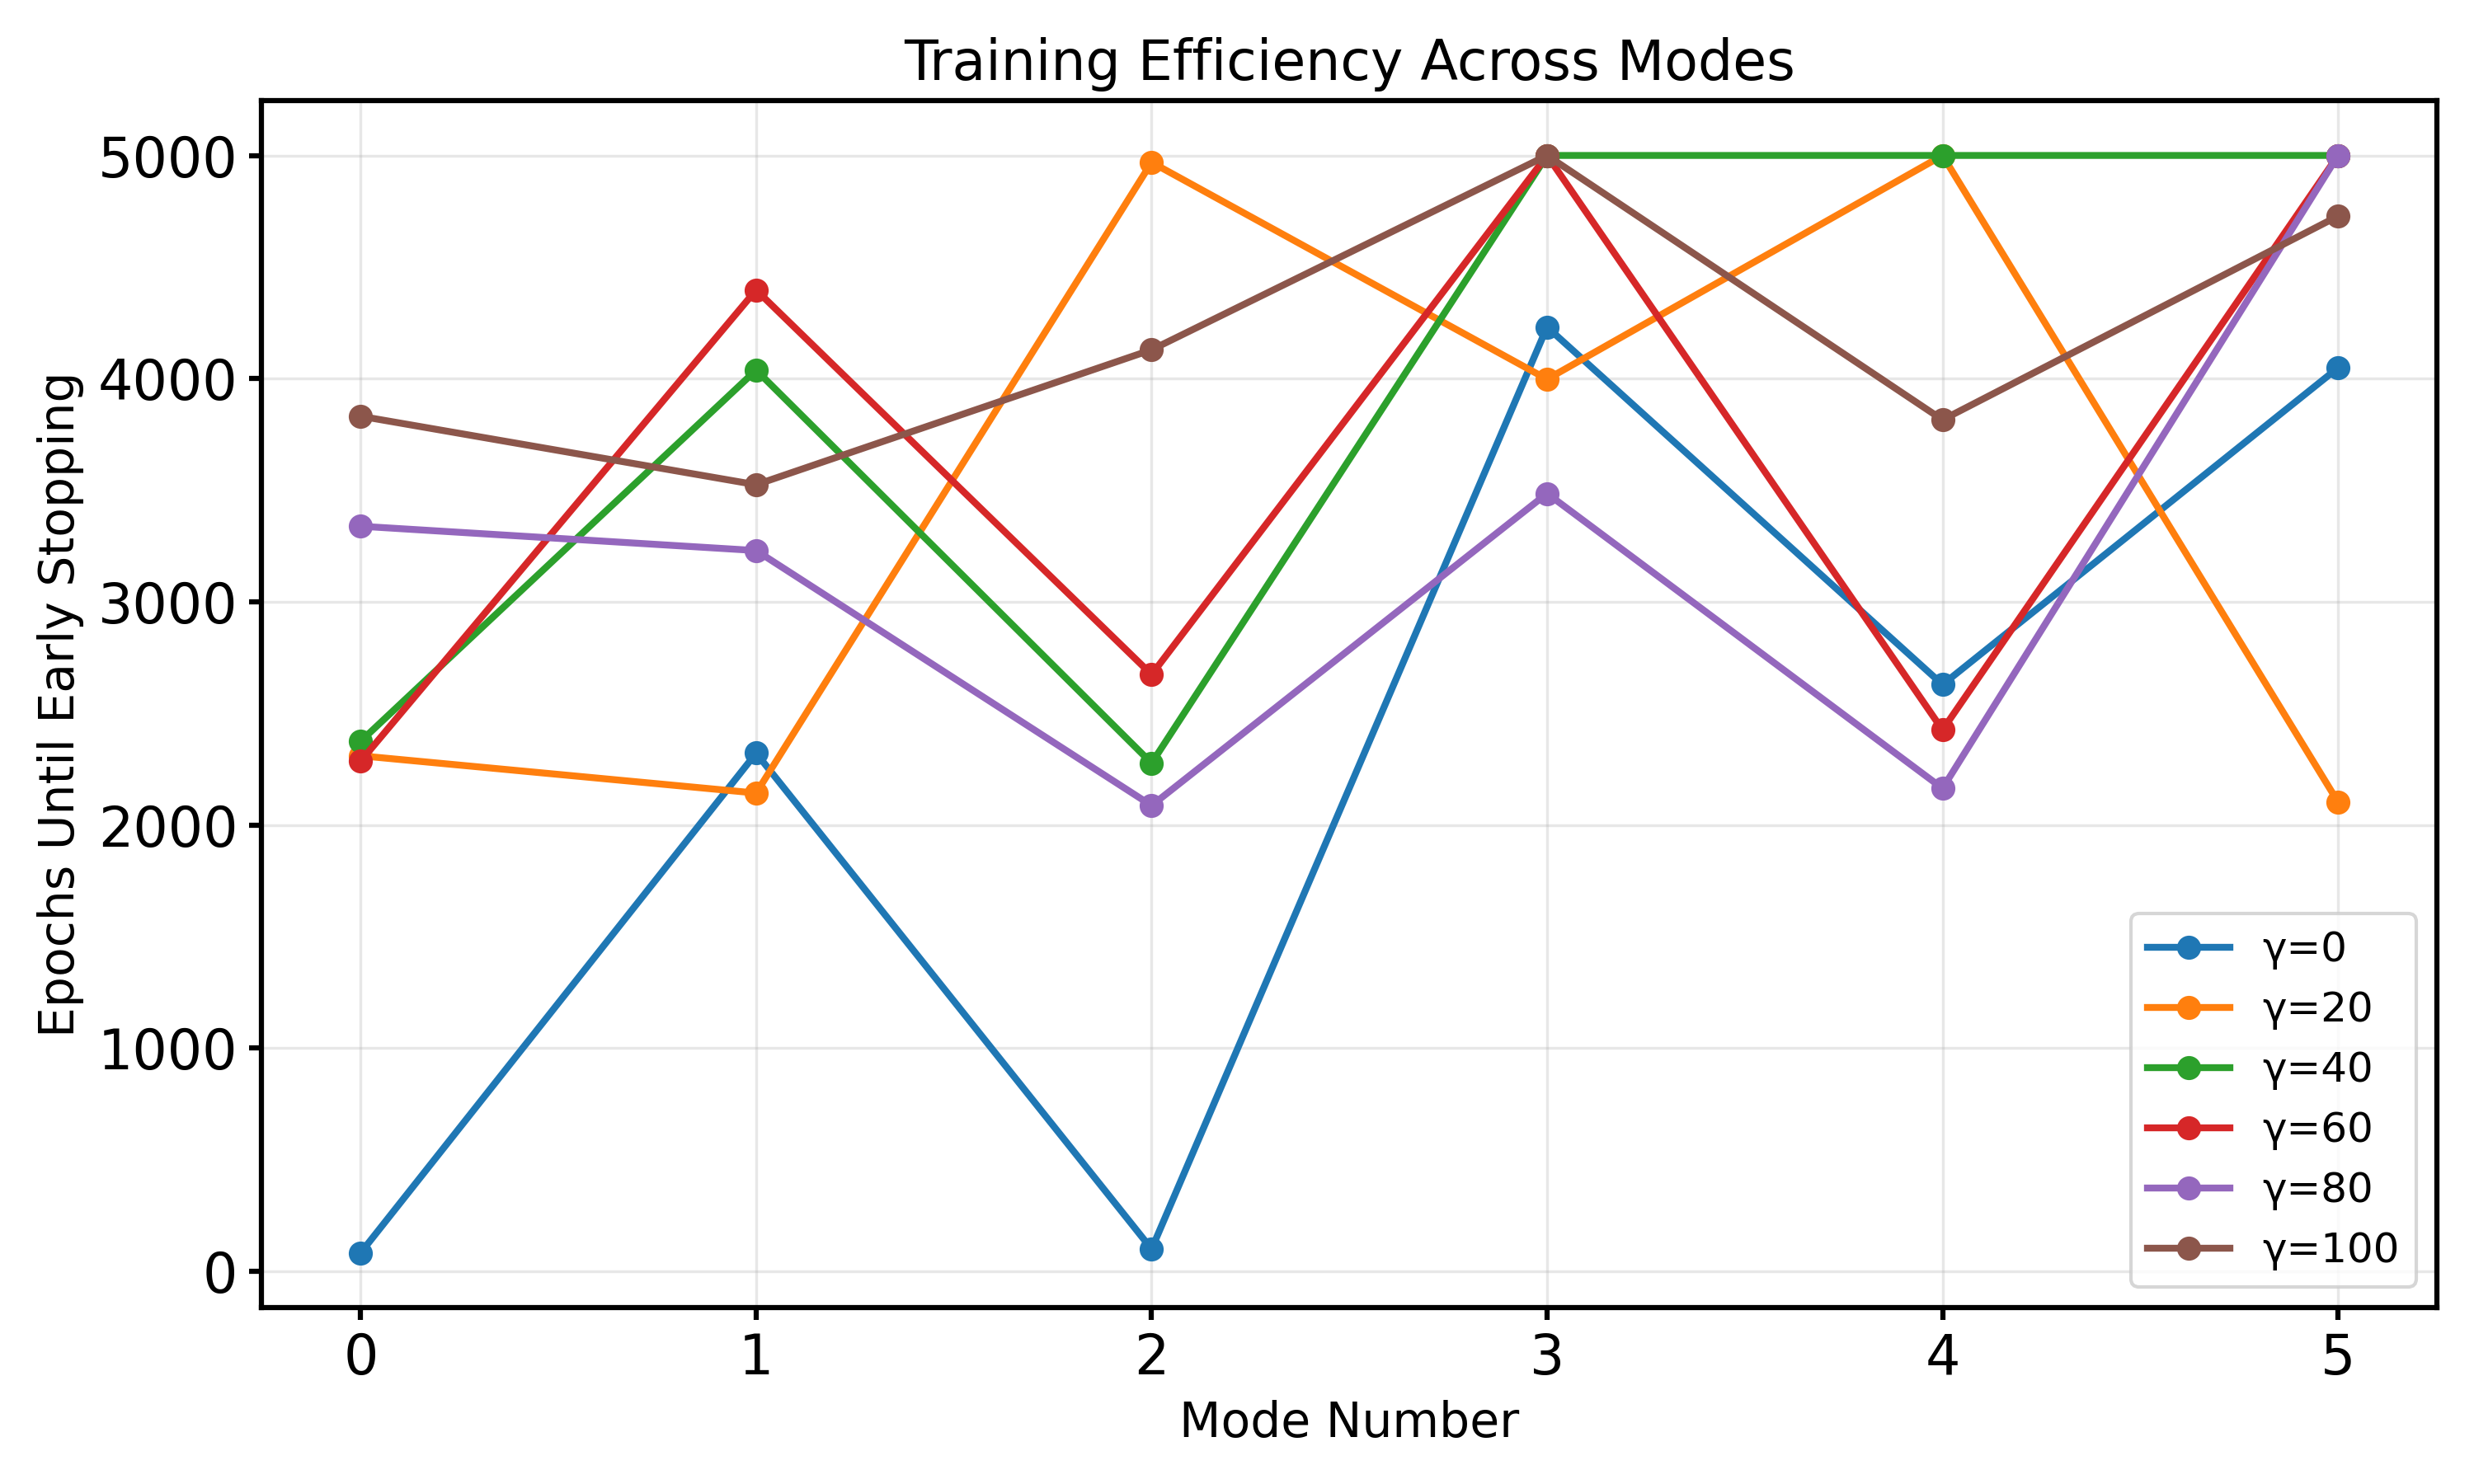 Training Efficiency Across Modes
Epochs Until Early Stopping
5000
4000
3000
2000
1000
0
0 1 2 3 4 5
Mode Number
γ=0
γ=20
γ=40
γ=60
γ=80
γ=100